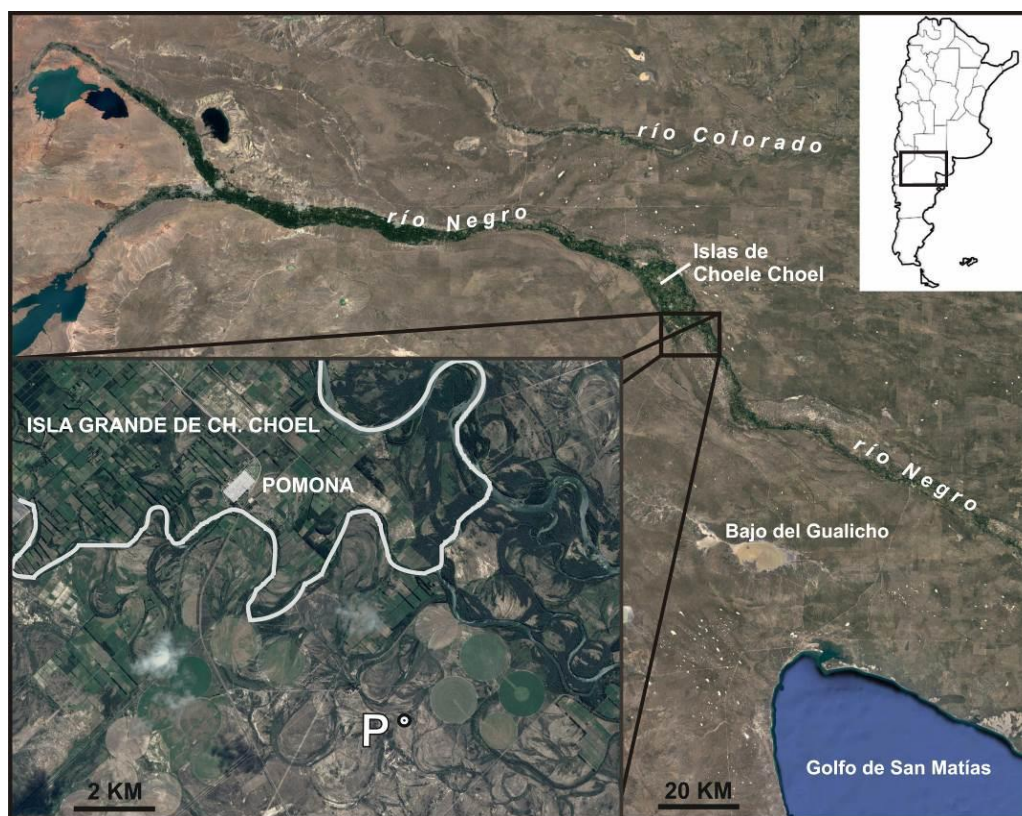 río Colorado
río Negro
Islas de
Choele Choel
ISLA GRANDE DE CH. CHOEL
POMONA
río Negro
Bajo del Gualicho
P
Golfo de San Matías
2 KM
20 KM